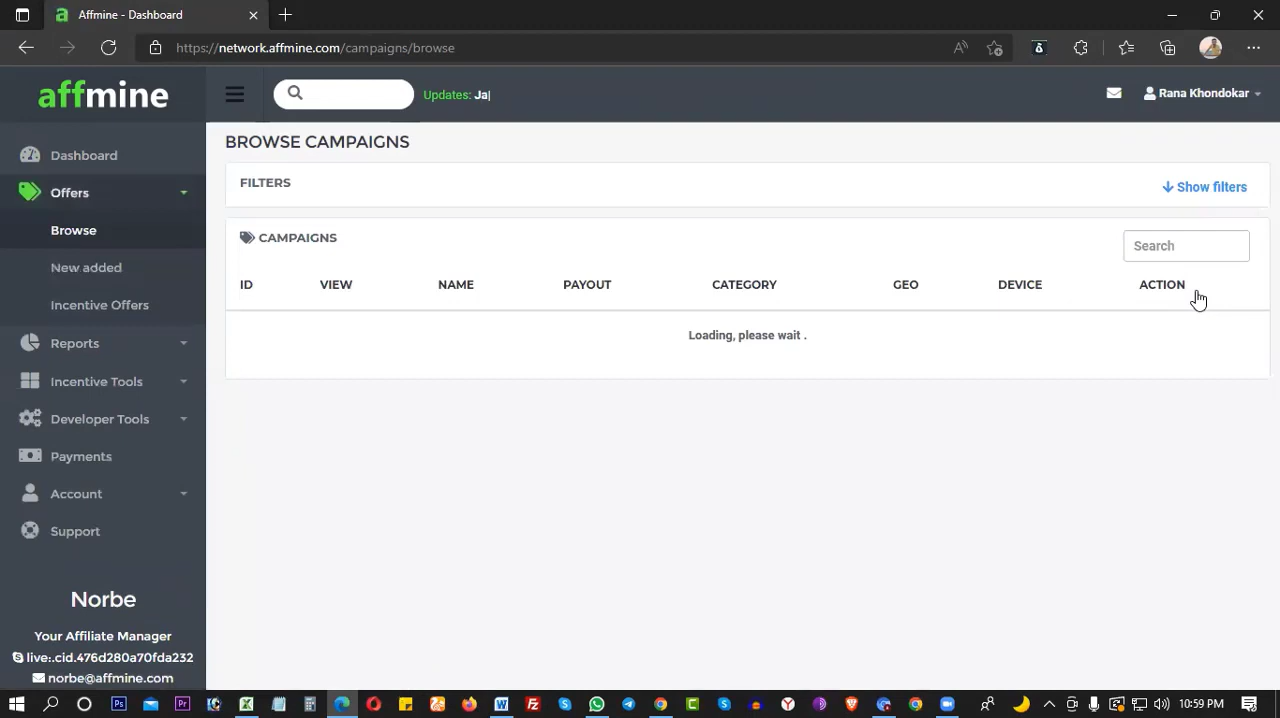 Affmine - Dashboard
https://network.affmine.com/campaigns/browse
affmine
Updates: Ja|
Rana Khondokar
BROWSE CAMPAIGNS
Dashboard
FILTERS
Show filters
Offers
Browse
CAMPAIGNS
Search
New added
ID VIEW NAME PAYOUT CATEGORY GEO DEVICE ACTION
Incentive Offers
Loading, please wait .
Reports
Incentive Tools
Developer Tools
Payments
Account
Support
Norbe
Your Affiliate Manager
live:.cid.476d280a70fda232
norbe@affmine.com
10:59 PM